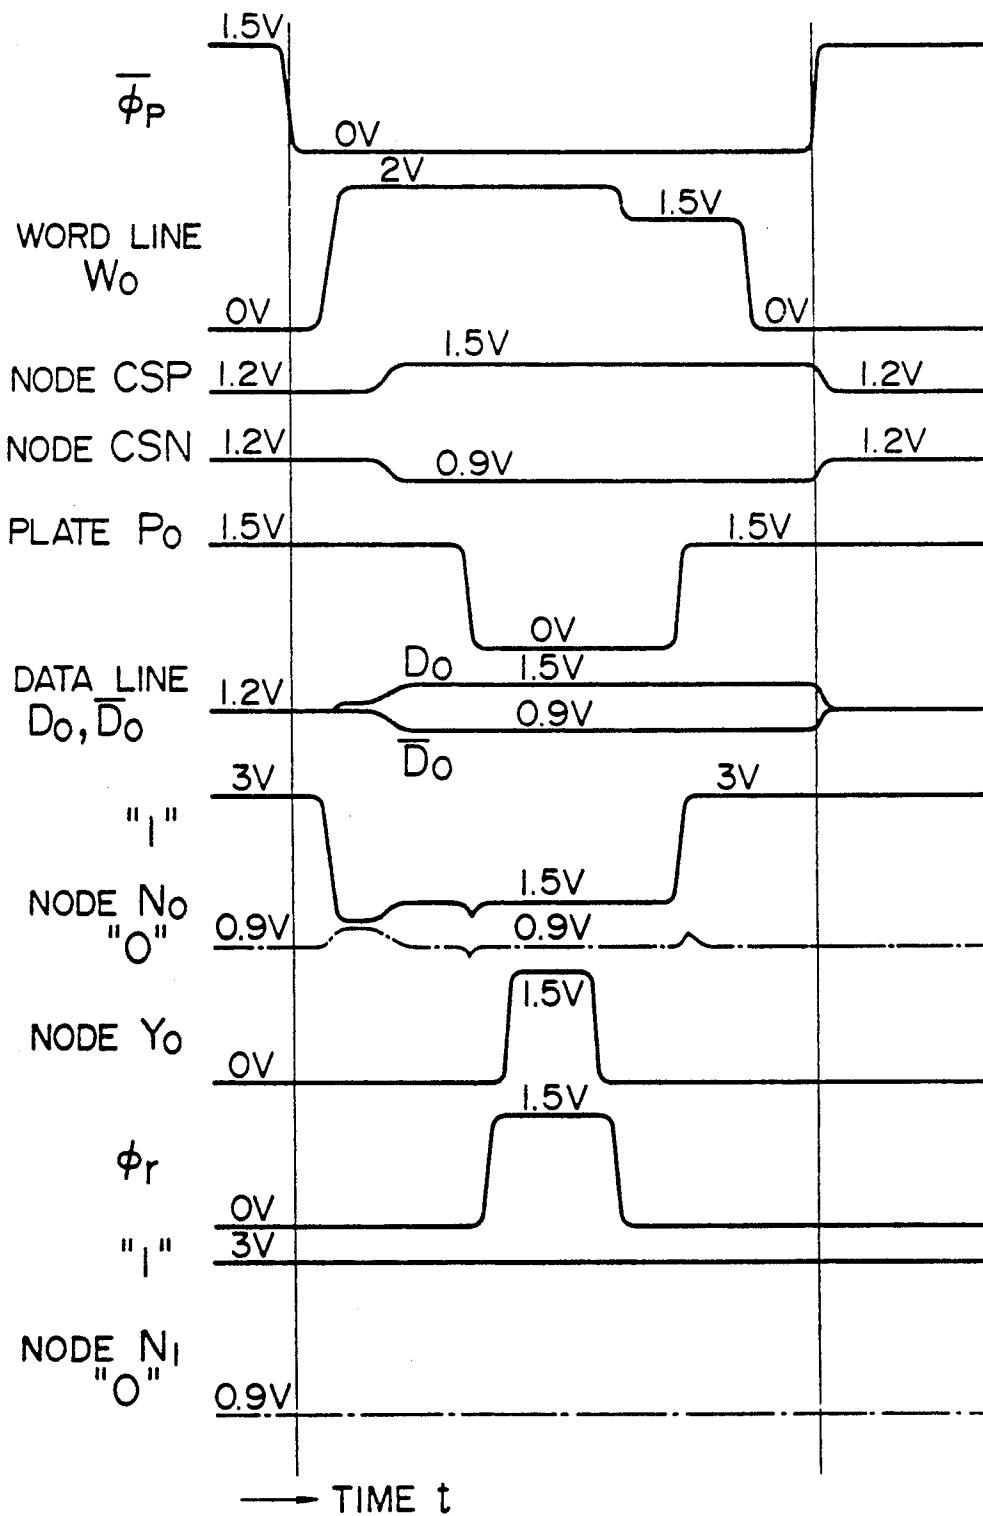 1.5V
φ̅P
0V
2V
1.5V
WORD LINE
W0
0V
0V
1.5V
NODE CSP 1.2V
1.2V
NODE CSN 1.2V
1.2V
0.9V
PLATE P0 1.5V
1.5V
0V
D0
1.5V
DATA LINE
1.2V
D0, D̅0
0.9V
D̅0
3V
3V
"1"
1.5V
NODE N0
"0"
0.9V
0.9V
1.5V
NODE Y0
0V
1.5V
φr
0V
"1" 3V
NODE N1
"0"
0.9V
TIME t